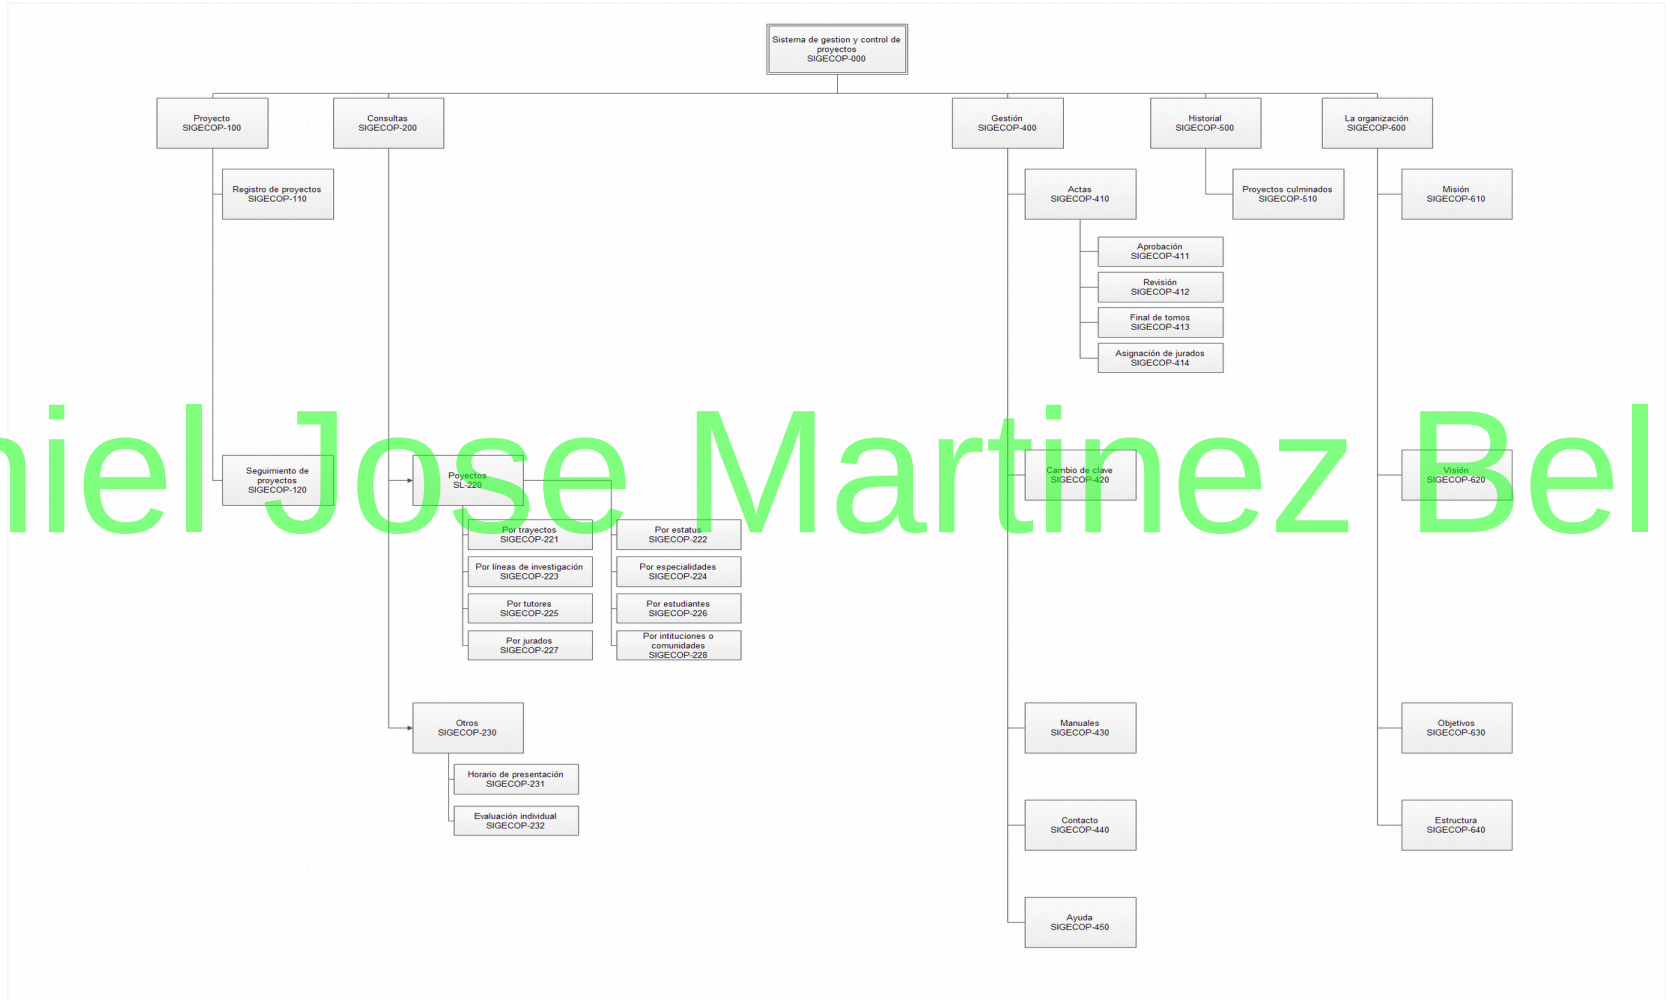 Sistema de gestion y control de
proyectos
SIGECOP-000
Proyecto
SIGECOP-100
Consultas
SIGECOP-200
Gestión
SIGECOP-400
Historial
SIGECOP-500
La organización
SIGECOP-600
Registro de proyectos
SIGECOP-110
Actas
SIGECOP-410
Proyectos culminados
SIGECOP-510
Misión
SIGECOP-610
Aprobación
SIGECOP-411
Revisión
SIGECOP-412
Final de tomos
SIGECOP-413
Asignación de jurados
SIGECOP-414
niel Jose Martinez Bel
Seguimiento de
proyectos
SIGECOP-120
Poyectos
SL-220
Cambio de clave
SIGECOP-420
Visión
SIGECOP-620
Por trayectos
SIGECOP-221
Por estatus
SIGECOP-222
Por líneas de investigación
SIGECOP-223
Por especialidades
SIGECOP-224
Por tutores
SIGECOP-225
Por estudiantes
SIGECOP-226
Por jurados
SIGECOP-227
Por intituciones o
comunidades
SIGECOP-228
Otros
SIGECOP-230
Manuales
SIGECOP-430
Objetivos
SIGECOP-630
Horario de presentación
SIGECOP-231
Evaluación individual
SIGECOP-232
Contacto
SIGECOP-440
Estructura
SIGECOP-640
Ayuda
SIGECOP-450